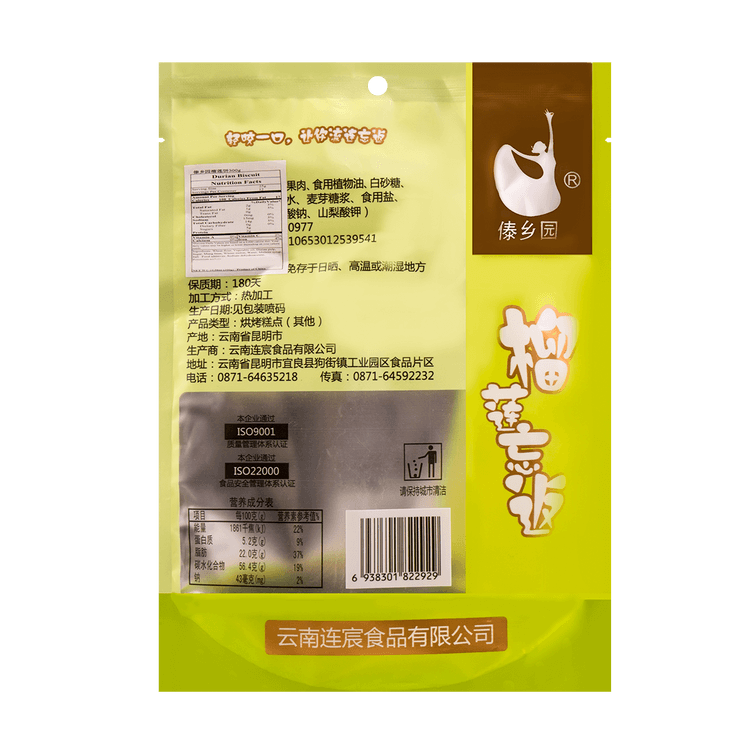 好咬一口，让你流连忘返
傣乡园榴莲饼300g
Durian Biscuit
Nutrition Facts
果肉、食用植物油、白砂糖、
水、麦芽糖浆、食用盐、
酸钠、山梨酸钾）
0977
10653012539541
免存于日晒、高温或潮湿地方
保质期：180天
加工方式：热加工
生产日期:见包装喷码
产品类型：烘烤糕点（其他）
产地：云南省昆明市
生产商：云南连宸食品有限公司
地址：云南省昆明市宜良县狗街镇工业园区食品片区
电话：0871-64635218 传真：0871-64592232
本企业通过
ISO9001
质量管理体系认证
本企业通过
ISO22000
食品安全管理体系认证
请保持城市清洁
营养成分表
项目 每100克(g) 营养素参考值%
能量 1861千焦(kJ) 22%
蛋白质 5.2克(g) 9%
脂肪 22.0克(g) 37%
碳水化合物 56.4克(g) 19%
钠 43毫克(mg) 2%
6 938301 822929
®
傣乡园
榴莲忘返
云南连宸食品有限公司